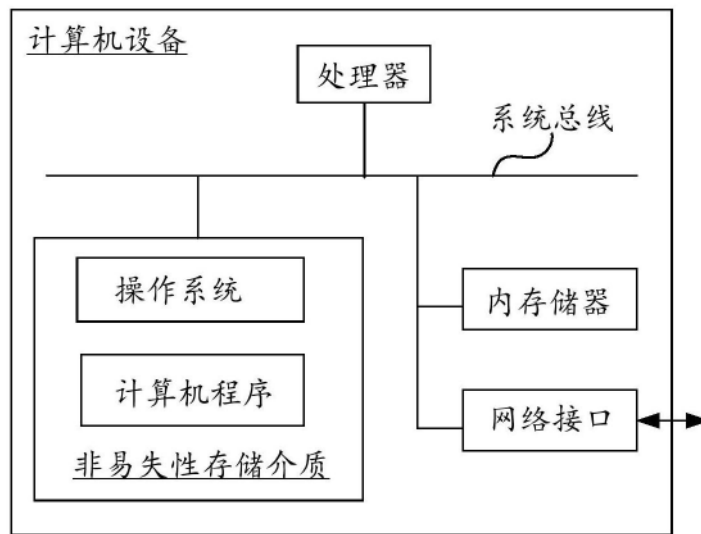 计算机设备
处理器
系统总线
操作系统
内存储器
计算机程序
网络接口
非易失性存储介质